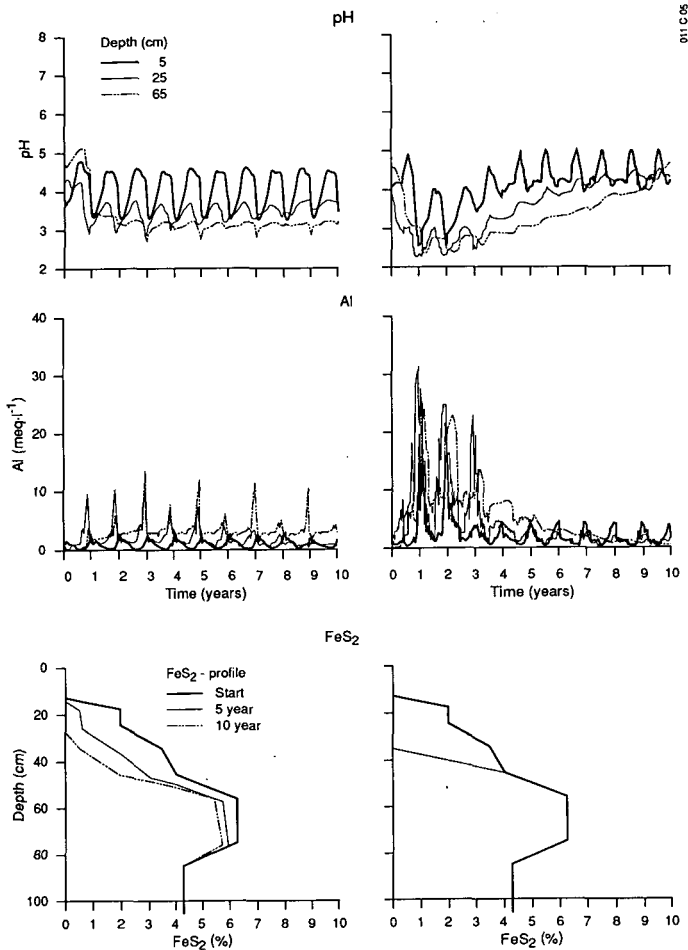 pH
011 C 05
8
7
6
5
4
3
2
pH
Depth (cm)
5
25
65
Al
40
30
20
10
0
Al (meq·l⁻¹)
0 1 2 3 4 5 6 7 8 9 10
Time (years)
0 1 2 3 4 5 6 7 8 9 10
Time (years)
FeS₂
0
20
40
60
80
100
Depth (cm)
FeS₂ - profile
Start
5 year
10 year
0 1 2 3 4 5 6 7 8 9 10
FeS₂ (%)
0 1 2 3 4 5 6 7 8 9 10
FeS₂ (%)